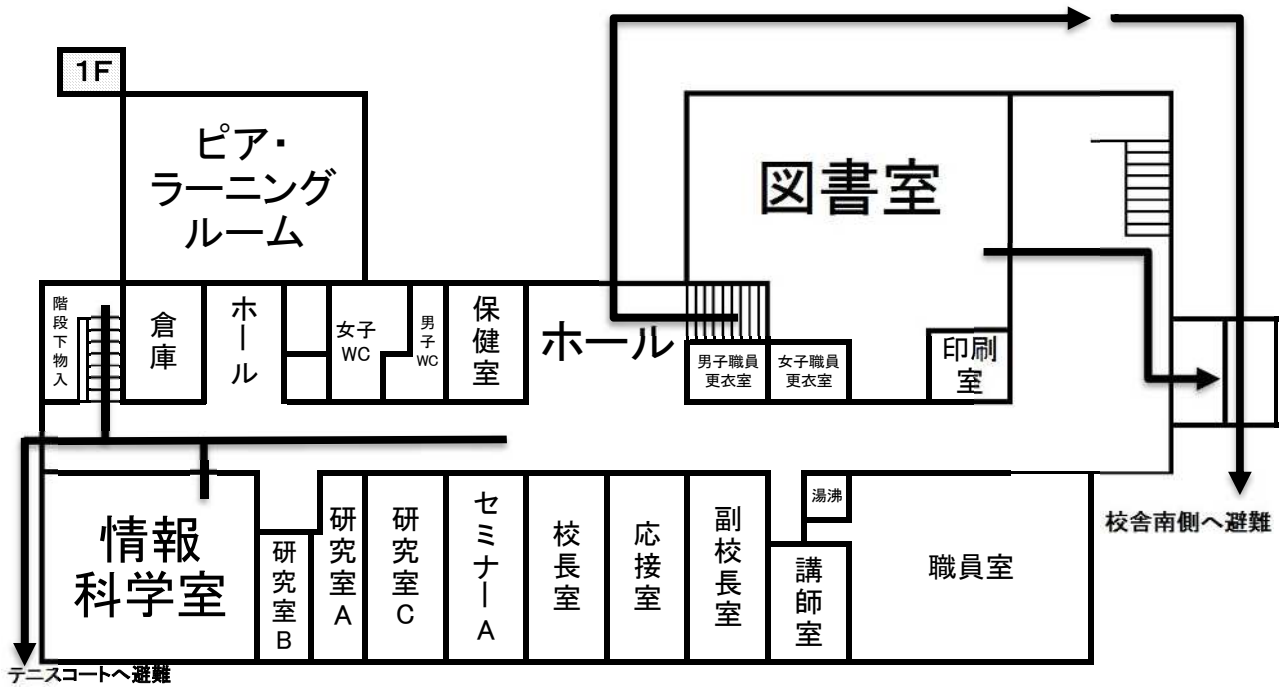 1F
ピア・
ラーニング
ルーム
図書室
階段下物入
倉庫
ホール
女子
WC
男子
WC
保健室
ホール
男子職員
更衣室
女子職員
更衣室
印刷
室
情報
科学室
研究室B
研究室A
研究室C
セミナーA
校長室
応接室
副校長室
湯沸
講師室
職員室
校舎南側へ避難
テニスコートへ避難